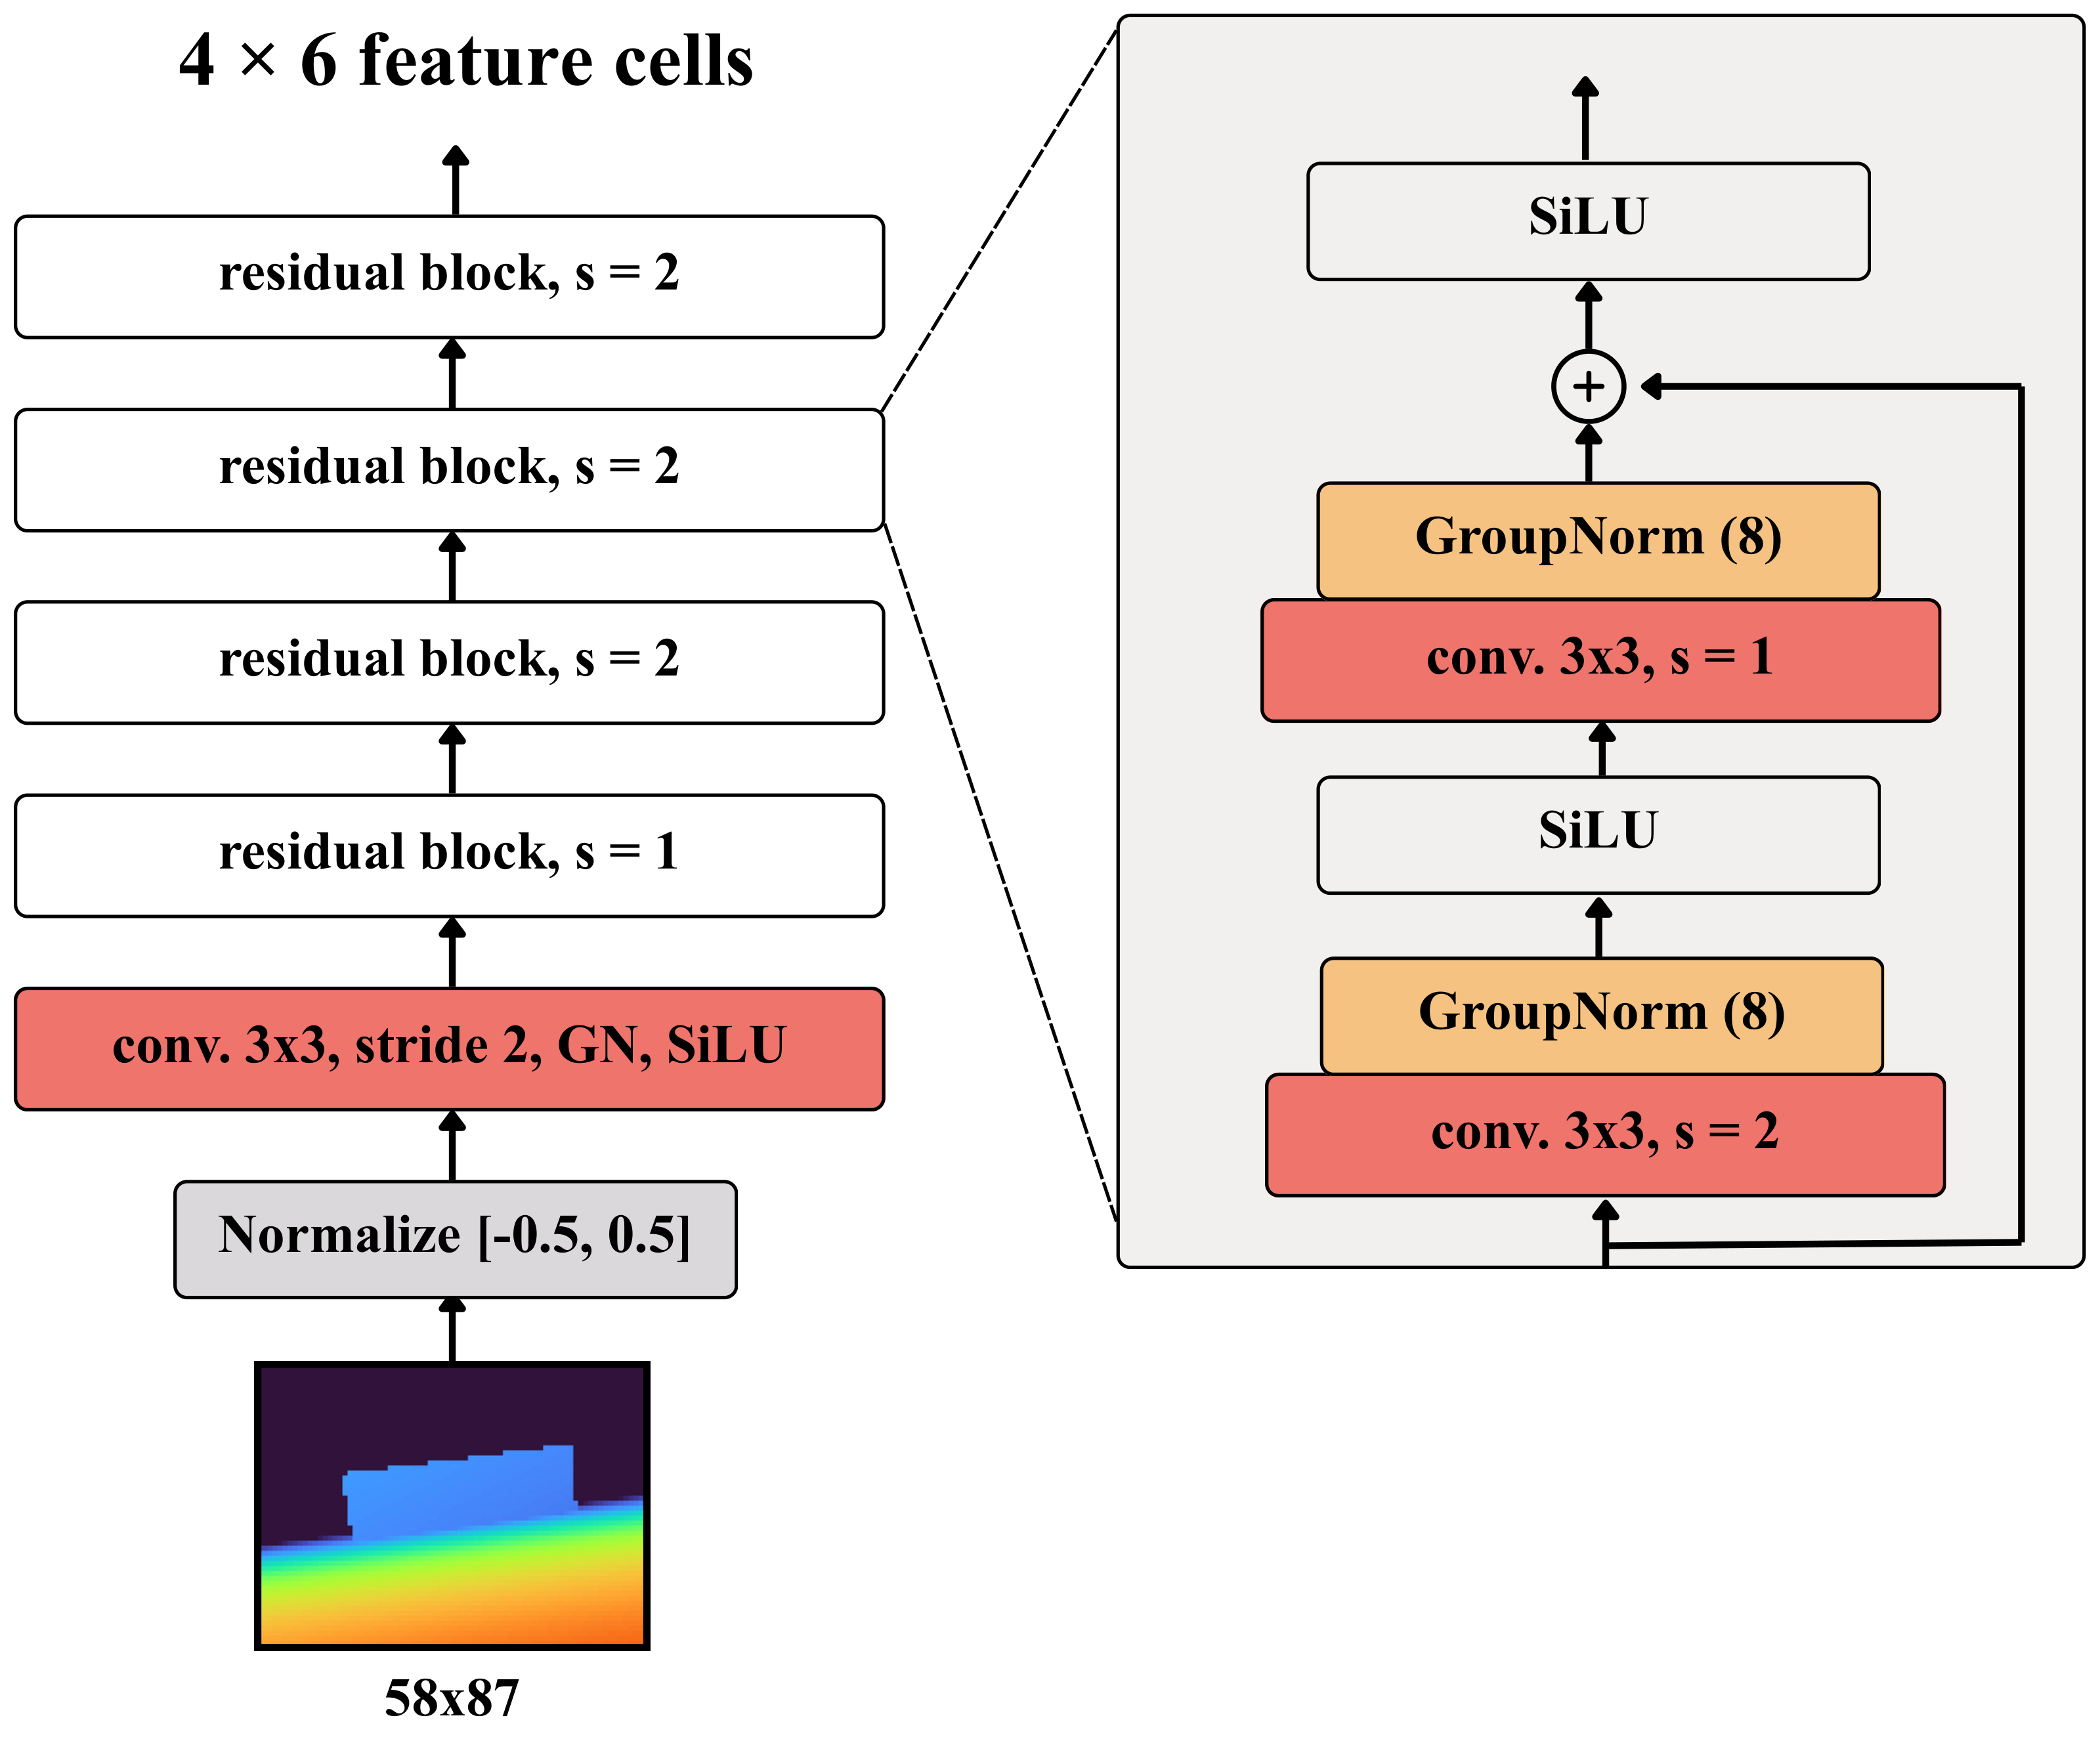 4 × 6 feature cells
residual block, s = 2
residual block, s = 2
residual block, s = 2
residual block, s = 1
conv. 3x3, stride 2, GN, SiLU
Normalize [-0.5, 0.5]
58x87
SiLU
+
GroupNorm (8)
conv. 3x3, s = 1
SiLU
GroupNorm (8)
conv. 3x3, s = 2